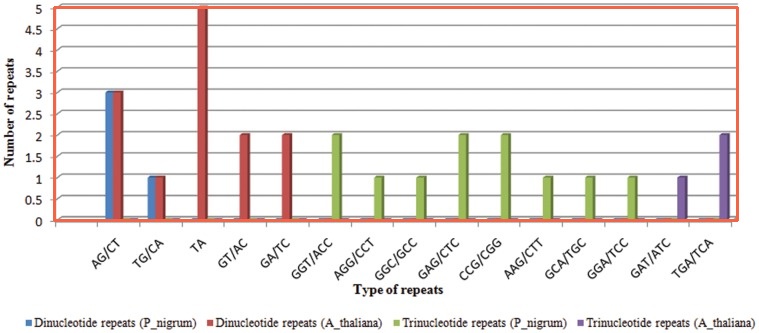 5
4.5
4
3.5
3
2.5
2
1.5
1
0.5
0
Number of repeats
AG/CT
TG/CA
TA
GT/AC
GA/TC
GGT/ACC
AGG/CCT
GGC/GCC
GAG/CTC
CCG/CGG
AAG/CTT
GCA/TGC
GGA/TCC
GAT/ATC
TGA/TCA
Type of repeats
Dinucleotide repeats (P_nigrum) Dinucleotide repeats (A_thaliana) Trinucleotide repeats (P_nigrum) Trinucleotide repeats (A_thaliana)